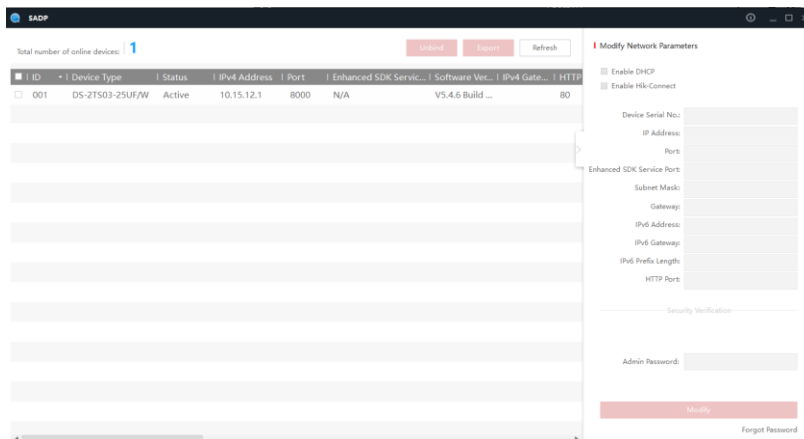 SADP
Total number of online devices: 1
Unbind
Export
Refresh
ID
Device Type
Status
IPv4 Address
Port
Enhanced SDK Servic...
Software Ver...
IPv4 Gate...
HTTP
001
DS-2TS03-25UF/W
Active
10.15.12.1
8000
N/A
V5.4.6 Build ...
80
Modify Network Parameters
Enable DHCP
Enable Hik-Connect
Device Serial No.:
IP Address:
Port:
Enhanced SDK Service Port:
Subnet Mask:
Gateway:
IPv6 Address:
IPv6 Gateway:
IPv6 Prefix Length:
HTTP Port:
Security Verification
Admin Password:
Modify
Forgot Password